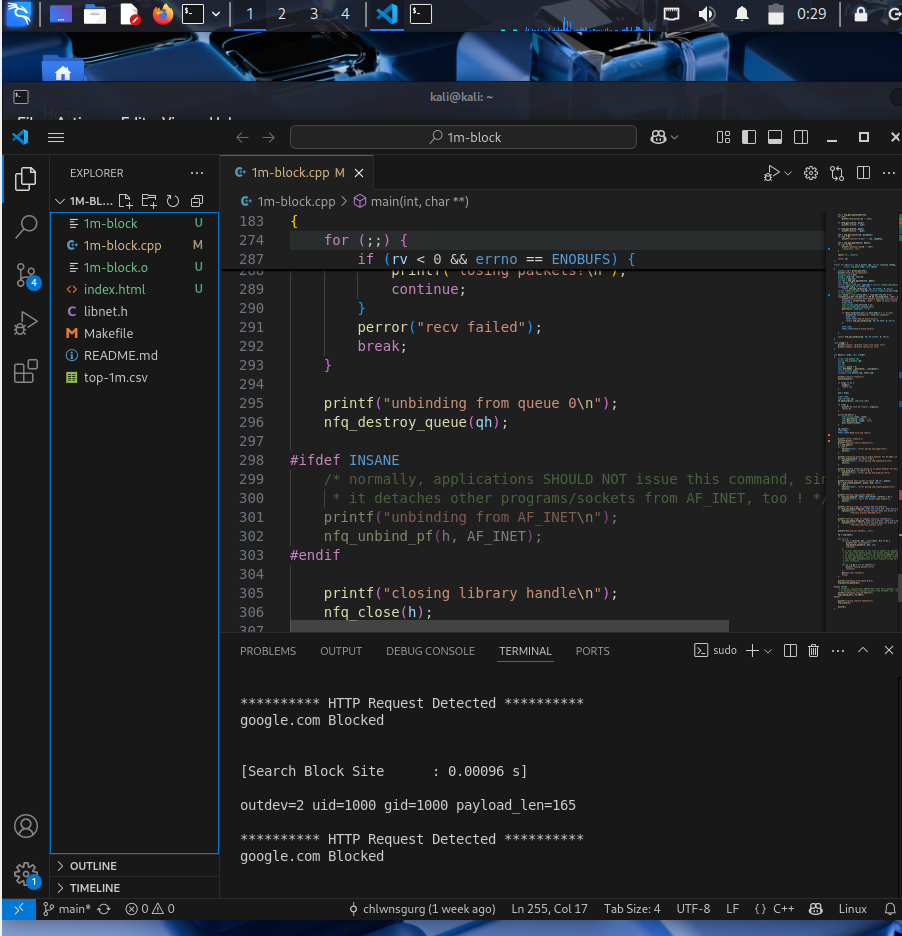 1 2 3 4
0:29
kali@kali: ~
1m-block
EXPLORER
1m-block.cpp M
1M-BL...
1m-block.cpp > main(int, char **)
1m-block U
1m-block.cpp M
1m-block.o U
index.html U
libnet.h
Makefile
README.md
top-1m.csv
4
183 {
274 for (;;) {
287 if (rv < 0 && errno == ENOBUFS) {
288 printf("losing packets!\n");
289 continue;
290 }
291 perror("recv failed");
292 break;
293 }
294
295 printf("unbinding from queue 0\n");
296 nfq_destroy_queue(qh);
297
298 #ifdef INSANE
299 /* normally, applications SHOULD NOT issue this command, sin
300 * it detaches other programs/sockets from AF_INET, too ! */
301 printf("unbinding from AF_INET\n");
302 nfq_unbind_pf(h, AF_INET);
303 #endif
304
305 printf("closing library handle\n");
306 nfq_close(h);
307
PROBLEMS OUTPUT DEBUG CONSOLE TERMINAL PORTS
sudo
********** HTTP Request Detected **********
google.com Blocked
[Search Block Site : 0.00096 s]
outdev=2 uid=1000 gid=1000 payload_len=165
********** HTTP Request Detected **********
google.com Blocked
OUTLINE
TIMELINE
1
main* 0 0 chlwnsgurg (1 week ago) Ln 255, Col 17 Tab Size: 4 UTF-8 LF {} C++ Linux